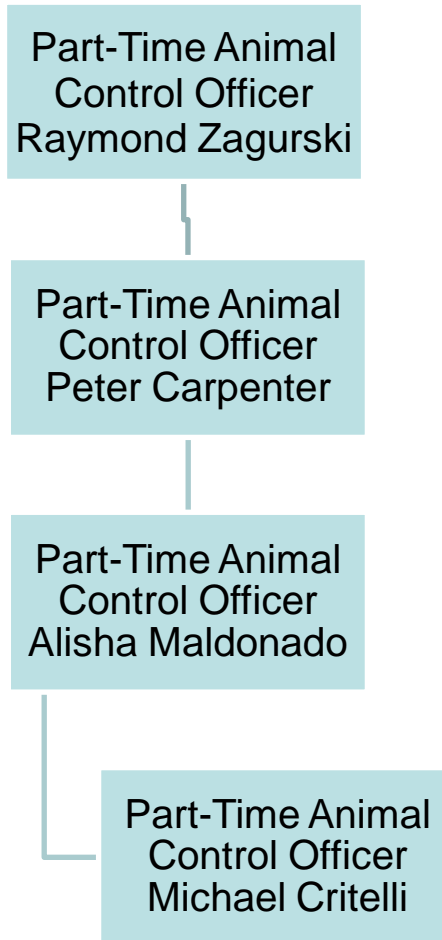 Part-Time Animal
Control Officer
Raymond Zagurski
Part-Time Animal
Control Officer
Peter Carpenter
Part-Time Animal
Control Officer
Alisha Maldonado
Part-Time Animal
Control Officer
Michael Critelli